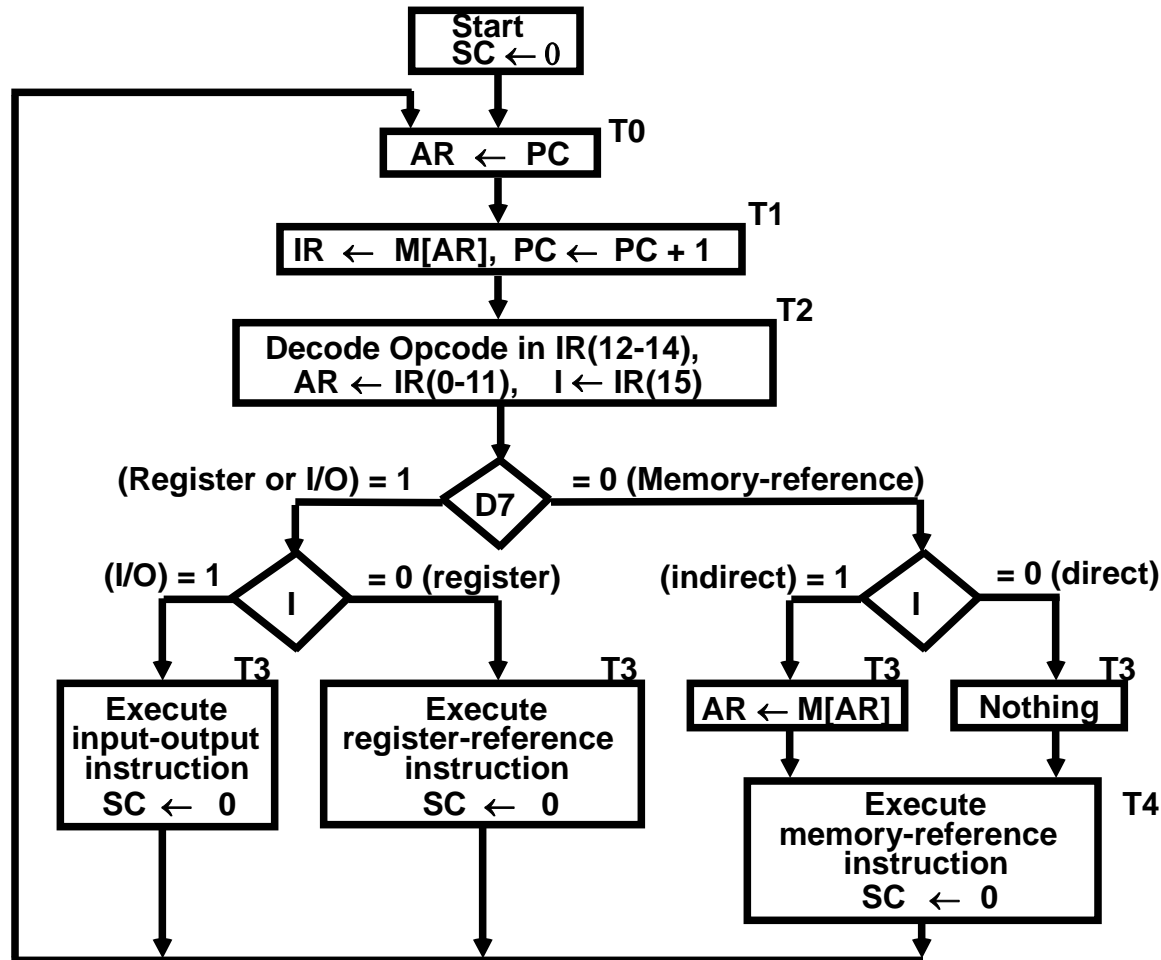 Start
SC ← 0
T0
AR ← PC
T1
IR ← M[AR], PC ← PC + 1
T2
Decode Opcode in IR(12-14),
AR ← IR(0-11), I ← IR(15)
(Register or I/O) = 1
D7
= 0 (Memory-reference)
(I/O) = 1
I
= 0 (register)
(indirect) = 1
I
= 0 (direct)
T3
Execute
input-output
instruction
SC ← 0
T3
Execute
register-reference
instruction
SC ← 0
T3
AR ← M[AR]
T3
Nothing
Execute
memory-reference
instruction
SC ← 0
T4